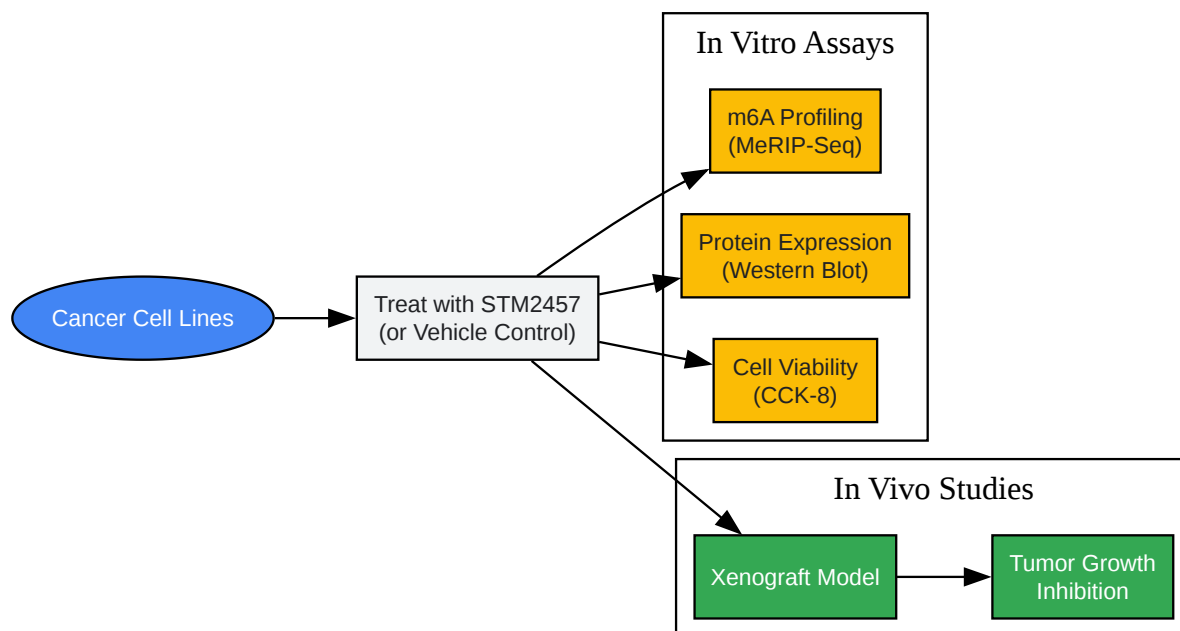 In Vitro Assays
m6A Profiling
(MeRIP-Seq)
Protein Expression
(Western Blot)
Cancer Cell Lines
Treat with STM2457
(or Vehicle Control)
Cell Viability
(CCK-8)
In Vivo Studies
Xenograft Model
Tumor Growth
Inhibition